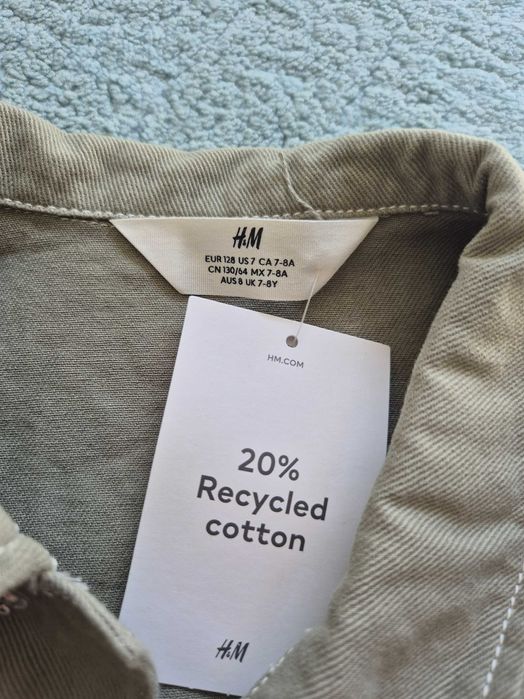 H&M
EUR 128 US 7 CA 7-8A
CN 130/64 MX 7-8A
AUS 8 UK 7-8Y
HM.COM
20%
Recycled
cotton
H&M